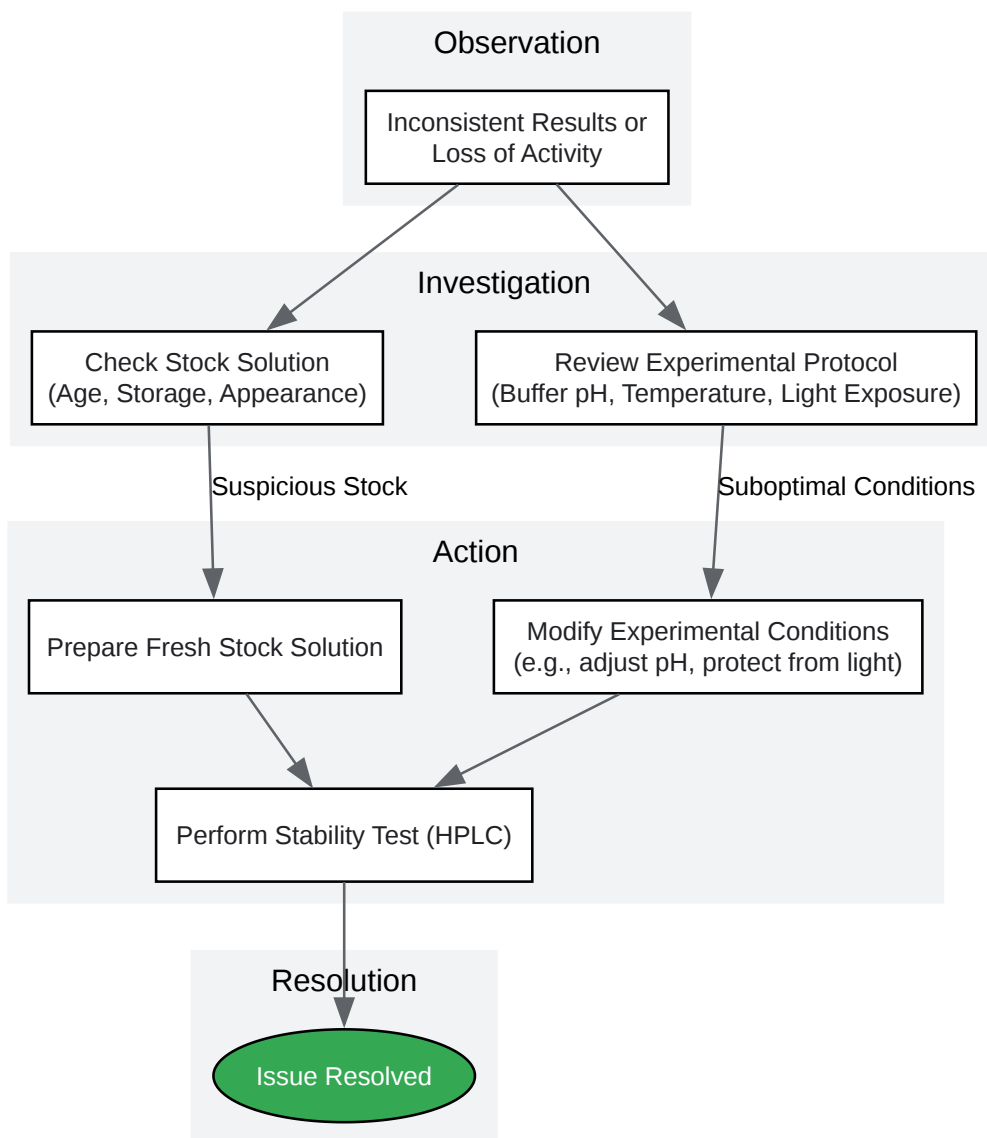 Observation
Inconsistent Results or
Loss of Activity
Investigation
Check Stock Solution
(Age, Storage, Appearance)
Review Experimental Protocol
(Buffer pH, Temperature, Light Exposure)
Suspicious Stock
Suboptimal Conditions
Action
Prepare Fresh Stock Solution
Modify Experimental Conditions
(e.g., adjust pH, protect from light)
Perform Stability Test (HPLC)
Resolution
Issue Resolved